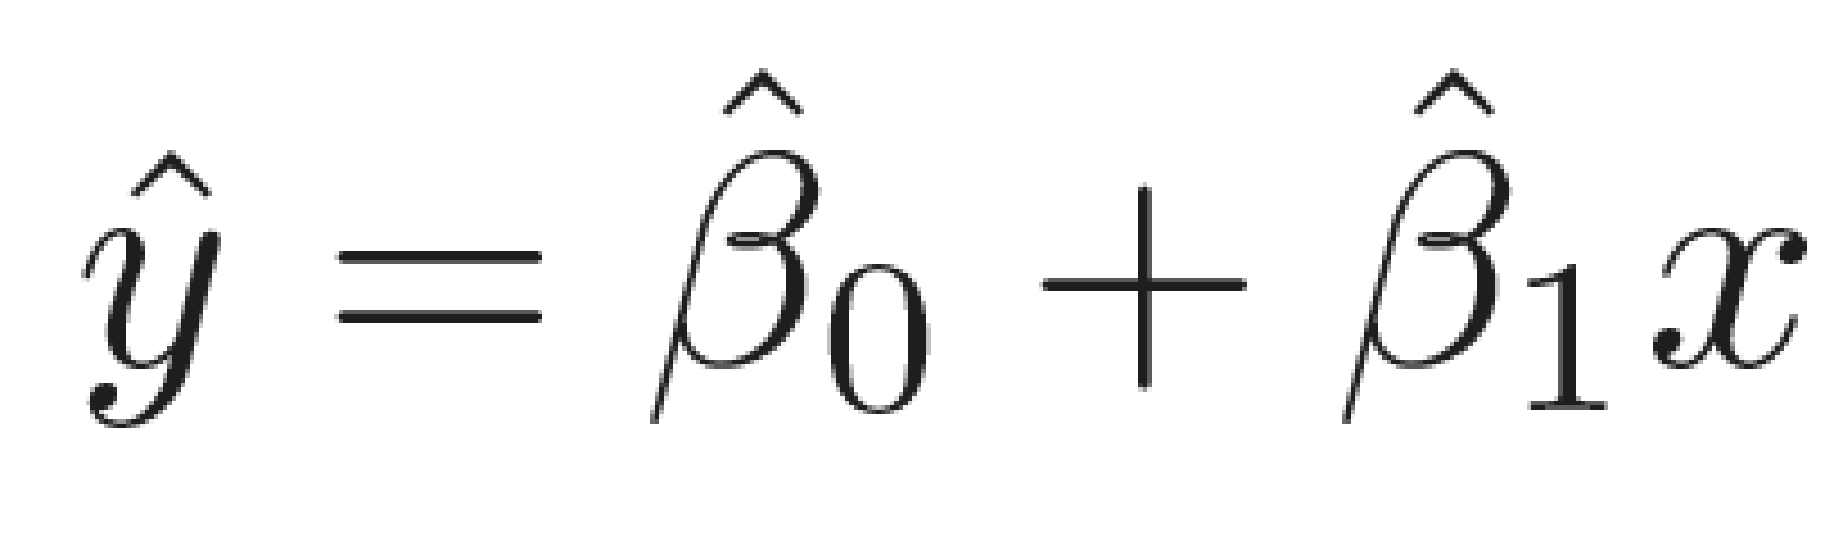 ŷ = β̂₀ + β̂₁x